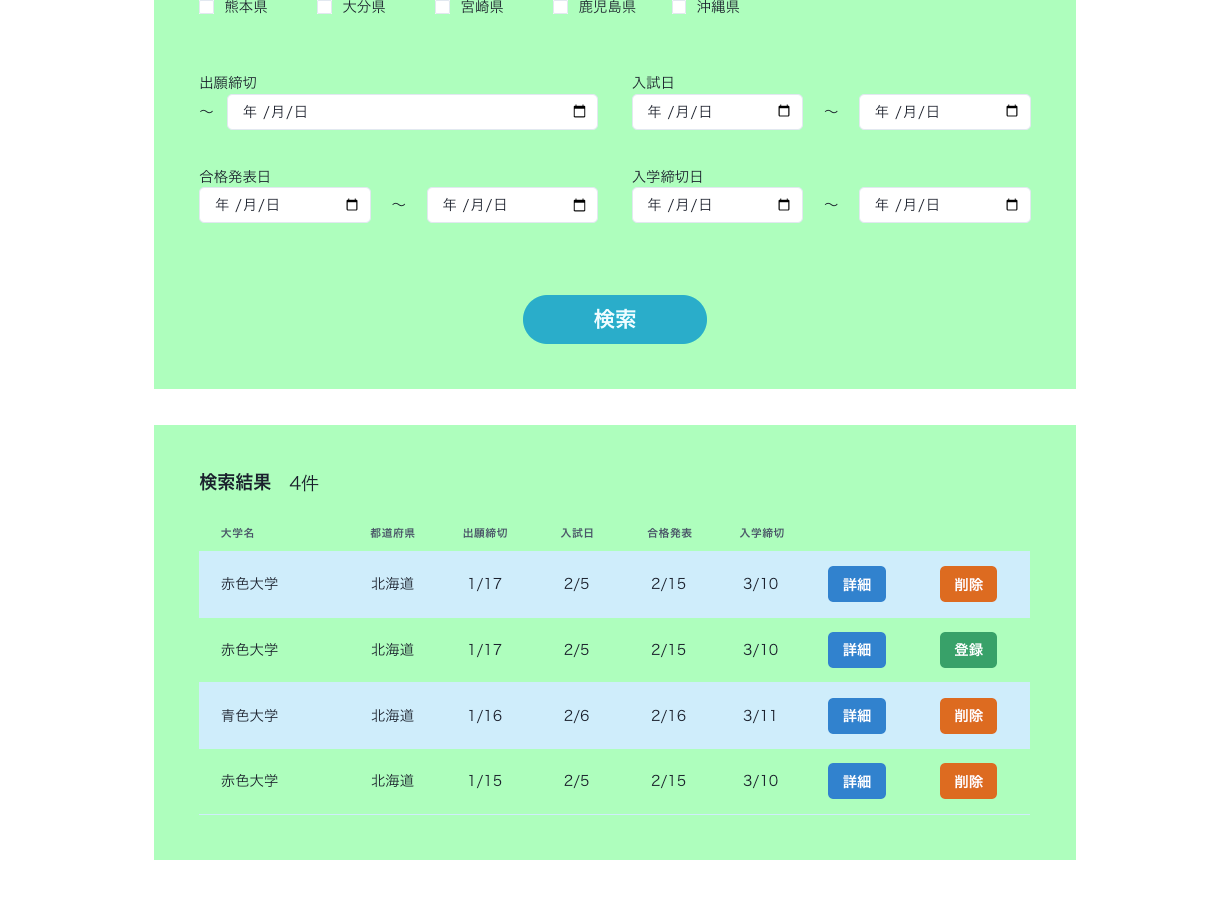 熊本県 大分県 宮崎県 鹿児島県 沖縄県
出願締切 入試日
～ 年 /月/日 年 /月/日 ～ 年 /月/日
合格発表日 入学締切日
年 /月/日 ～ 年 /月/日 年 /月/日 ～ 年 /月/日
検索
検索結果 4件
大学名 都道府県 出願締切 入試日 合格発表 入学締切
赤色大学 北海道 1/17 2/5 2/15 3/10 詳細 削除
赤色大学 北海道 1/17 2/5 2/15 3/10 詳細 登録
青色大学 北海道 1/16 2/6 2/16 3/11 詳細 削除
赤色大学 北海道 1/15 2/5 2/15 3/10 詳細 削除